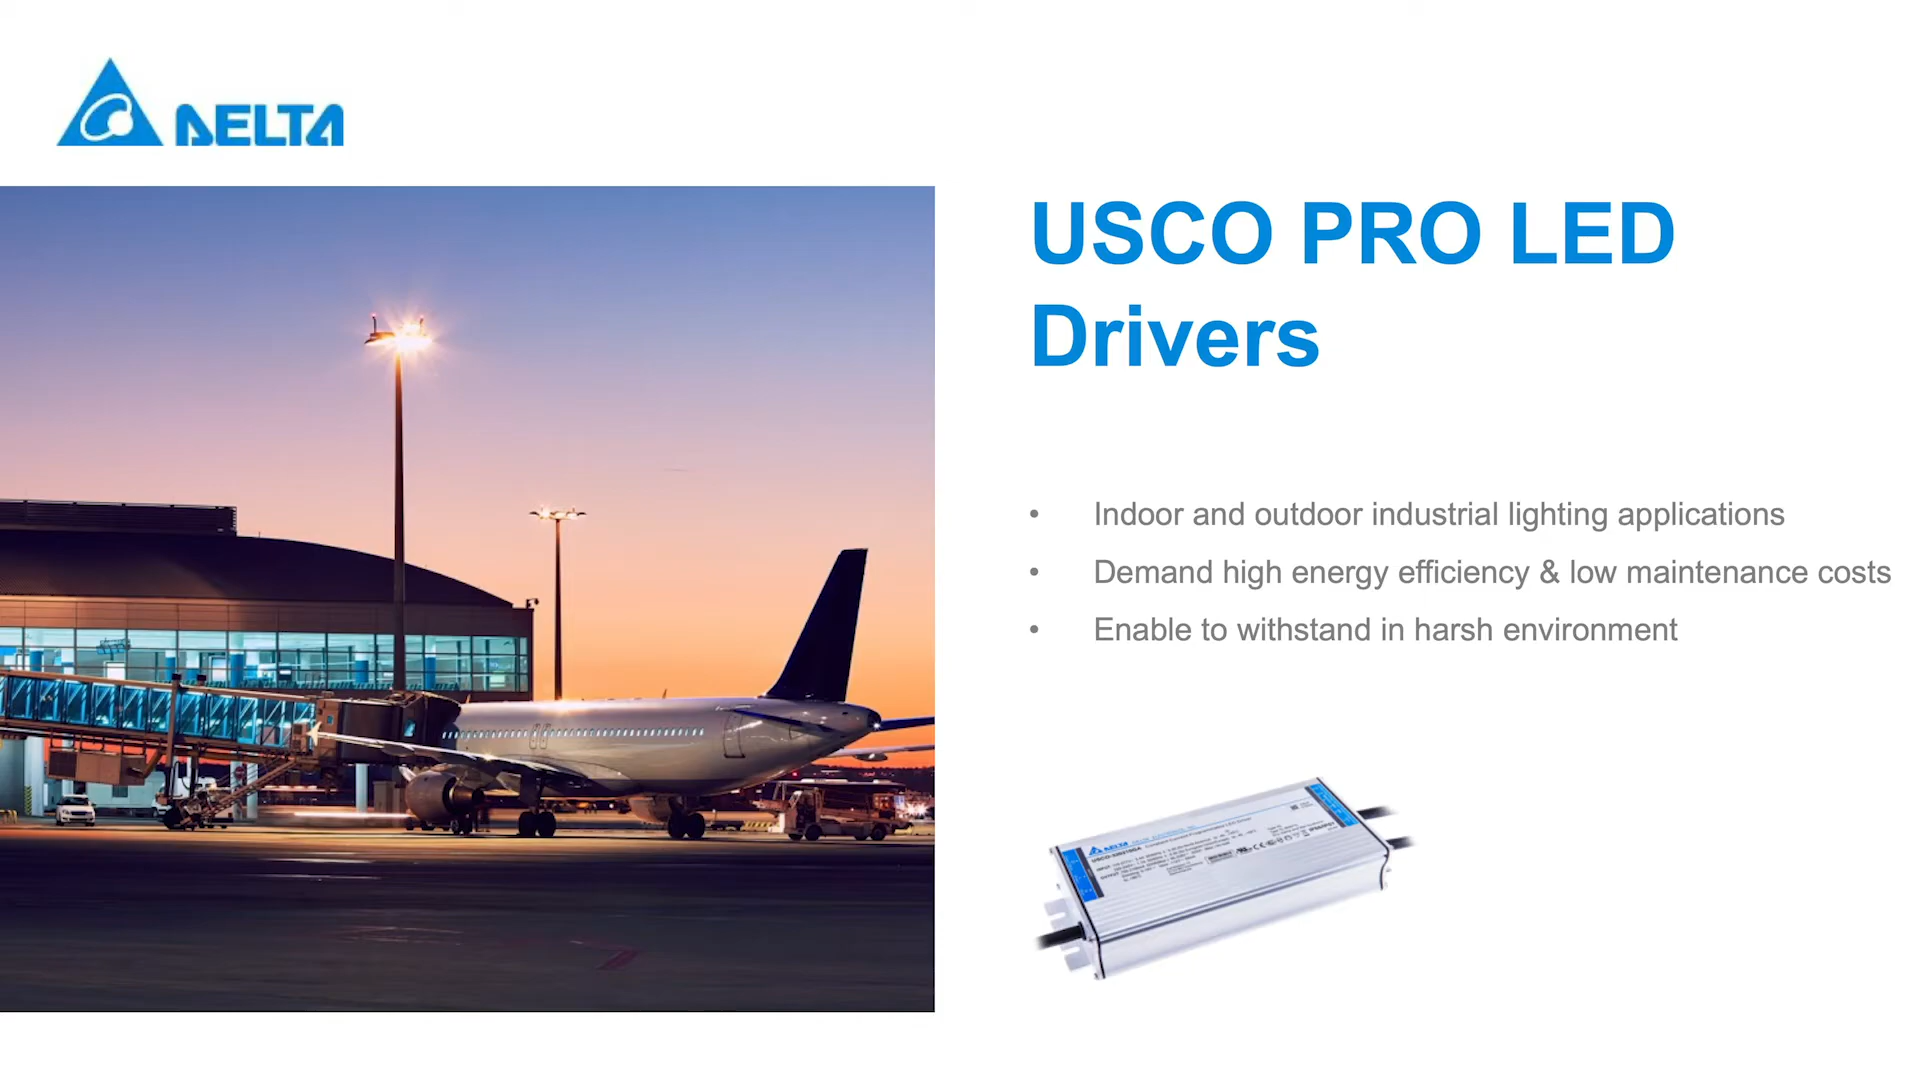 DELTA
USCO PRO LED
Drivers
• Indoor and outdoor industrial lighting applications
• Demand high energy efficiency & low maintenance costs
• Enable to withstand in harsh environment
DELTA